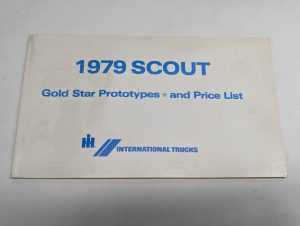 1979 SCOUT
Gold Star Prototypes ☆ and Price List
IH INTERNATIONAL TRUCKS